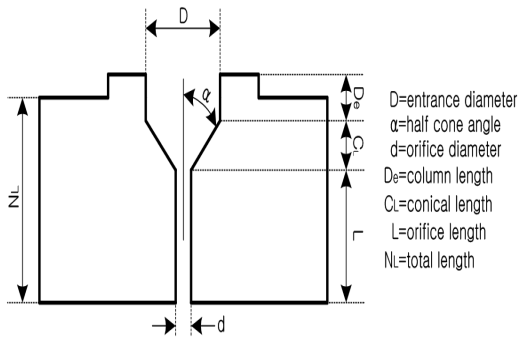 D
α
De
CL
NL
L
d
D=entrance diameter
α=half cone angle
d=orifice diameter
De=column length
CL=conical length
L=orifice length
NL=total length